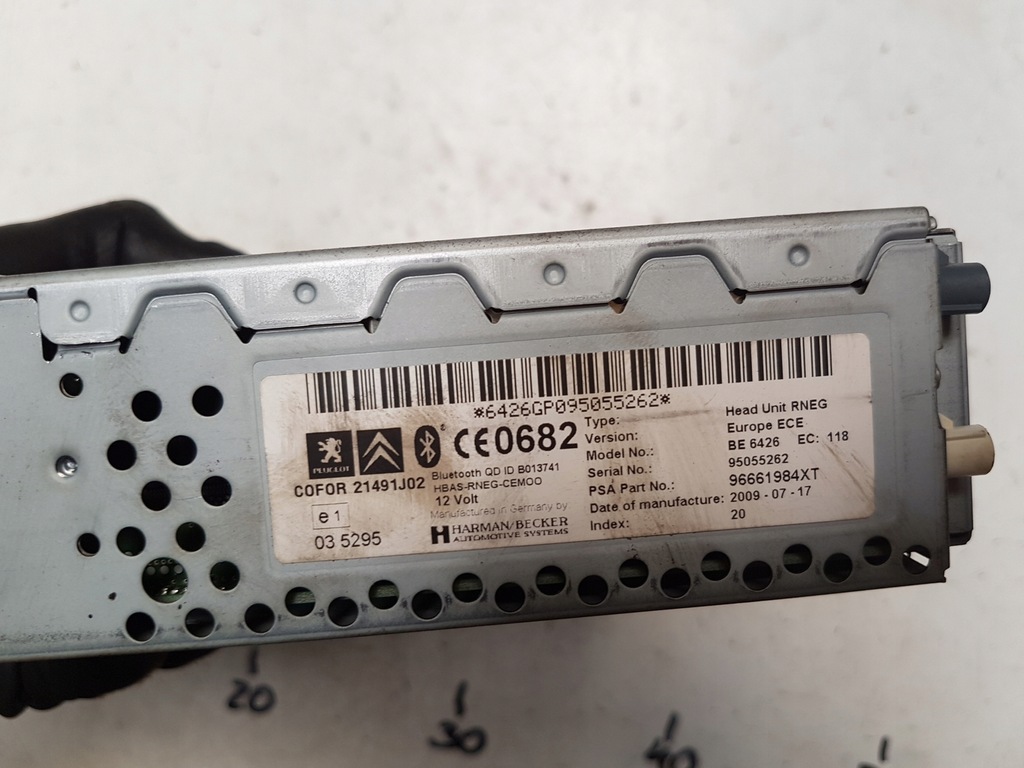 *6426GP095055262*
PEUGEOT
CE0682
COFOR 21491J02
Bluetooth QD ID B013741
HBAS-RNEG-CEMOO
12 Volt
Manufactured in Germany by
HARMAN/BECKER
AUTOMOTIVE SYSTEMS
e1
03 5295
Type: Head Unit RNEG
Version: Europe ECE
Model No.: BE 6426 EC: 118
Serial No.: 95055262
PSA Part No.: 96661984XT
Date of manufacture: 2009 - 07 - 17
Index: 20
20
30
40